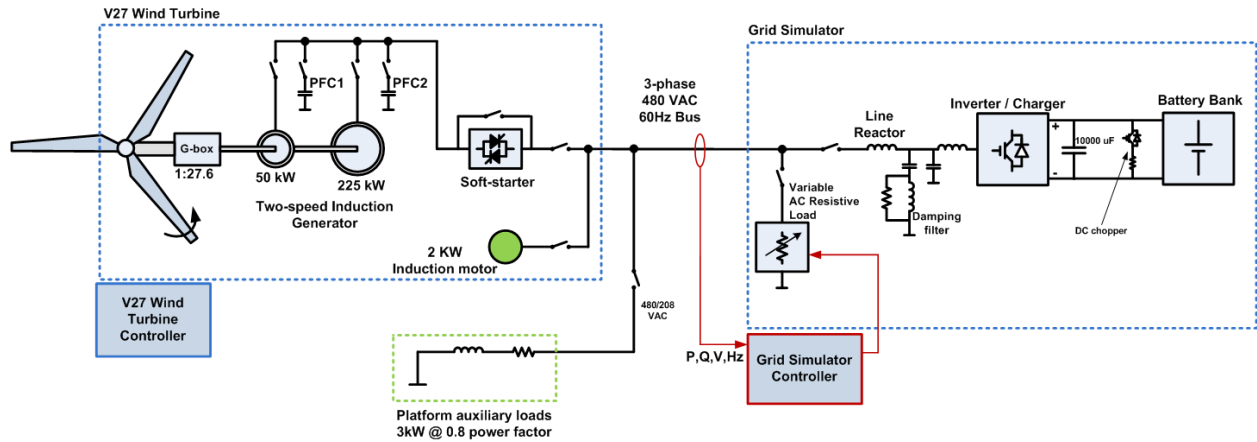 V27 Wind Turbine
Grid Simulator
PFC1
PFC2
G-box
1:27.6
50 kW
225 kW
Two-speed Induction
Generator
Soft-starter
2 KW
Induction motor
V27 Wind
Turbine
Controller
480/208
VAC
Platform auxiliary loads
3kW @ 0.8 power factor
3-phase
480 VAC
60Hz Bus
P,Q,V,Hz
Grid Simulator
Controller
Variable
AC Resistive
Load
Line
Reactor
Damping
filter
Inverter / Charger
+
-
10000 uF
DC chopper
Battery Bank